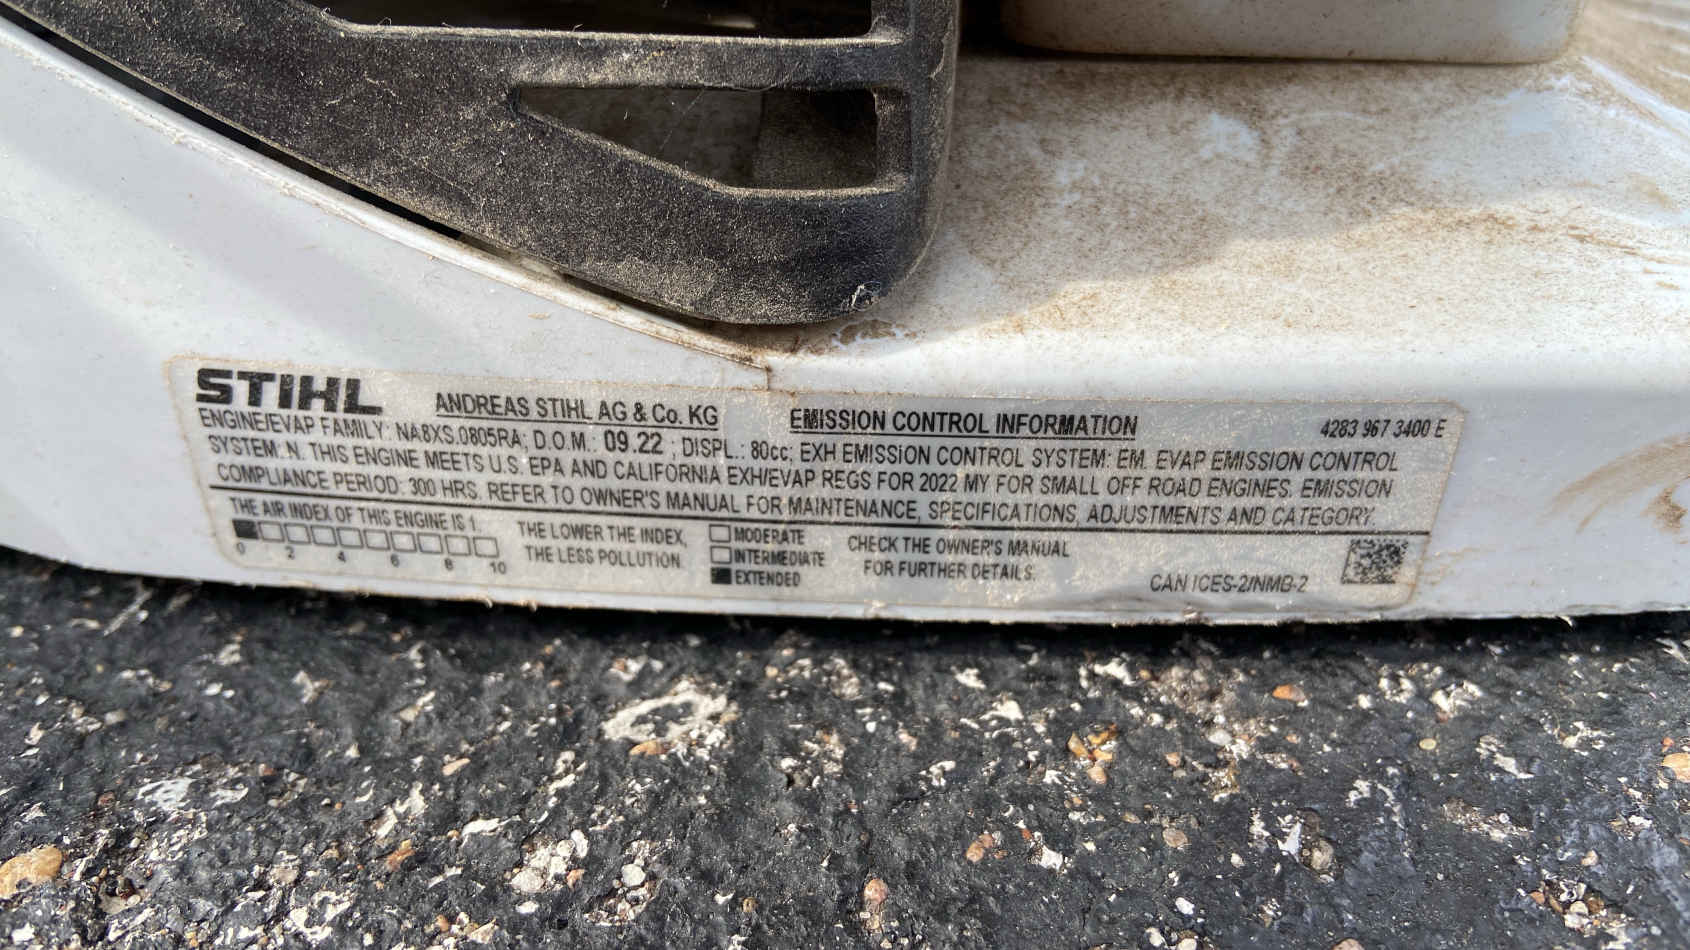 STIHL
ANDREAS STIHL AG & Co. KG
EMISSION CONTROL INFORMATION
4283 967 3400 E
ENGINE/EVAP FAMILY: NA8XS.0805RA; D.O.M.: 09.22 ; DISPL.: 80cc; EXH EMISSION CONTROL SYSTEM: EM. EVAP EMISSION CONTROL
SYSTEM: N. THIS ENGINE MEETS U.S. EPA AND CALIFORNIA EXH/EVAP REGS FOR 2022 MY FOR SMALL OFF ROAD ENGINES. EMISSION
COMPLIANCE PERIOD: 300 HRS. REFER TO OWNER'S MANUAL FOR MAINTENANCE, SPECIFICATIONS, ADJUSTMENTS AND CATEGORY.
THE AIR INDEX OF THIS ENGINE IS 1.
0 2 4 6 8 10
THE LOWER THE INDEX,
THE LESS POLLUTION.
MODERATE
INTERMEDIATE
EXTENDED
CHECK THE OWNER'S MANUAL
FOR FURTHER DETAILS.
CAN ICES-2/NMB-2